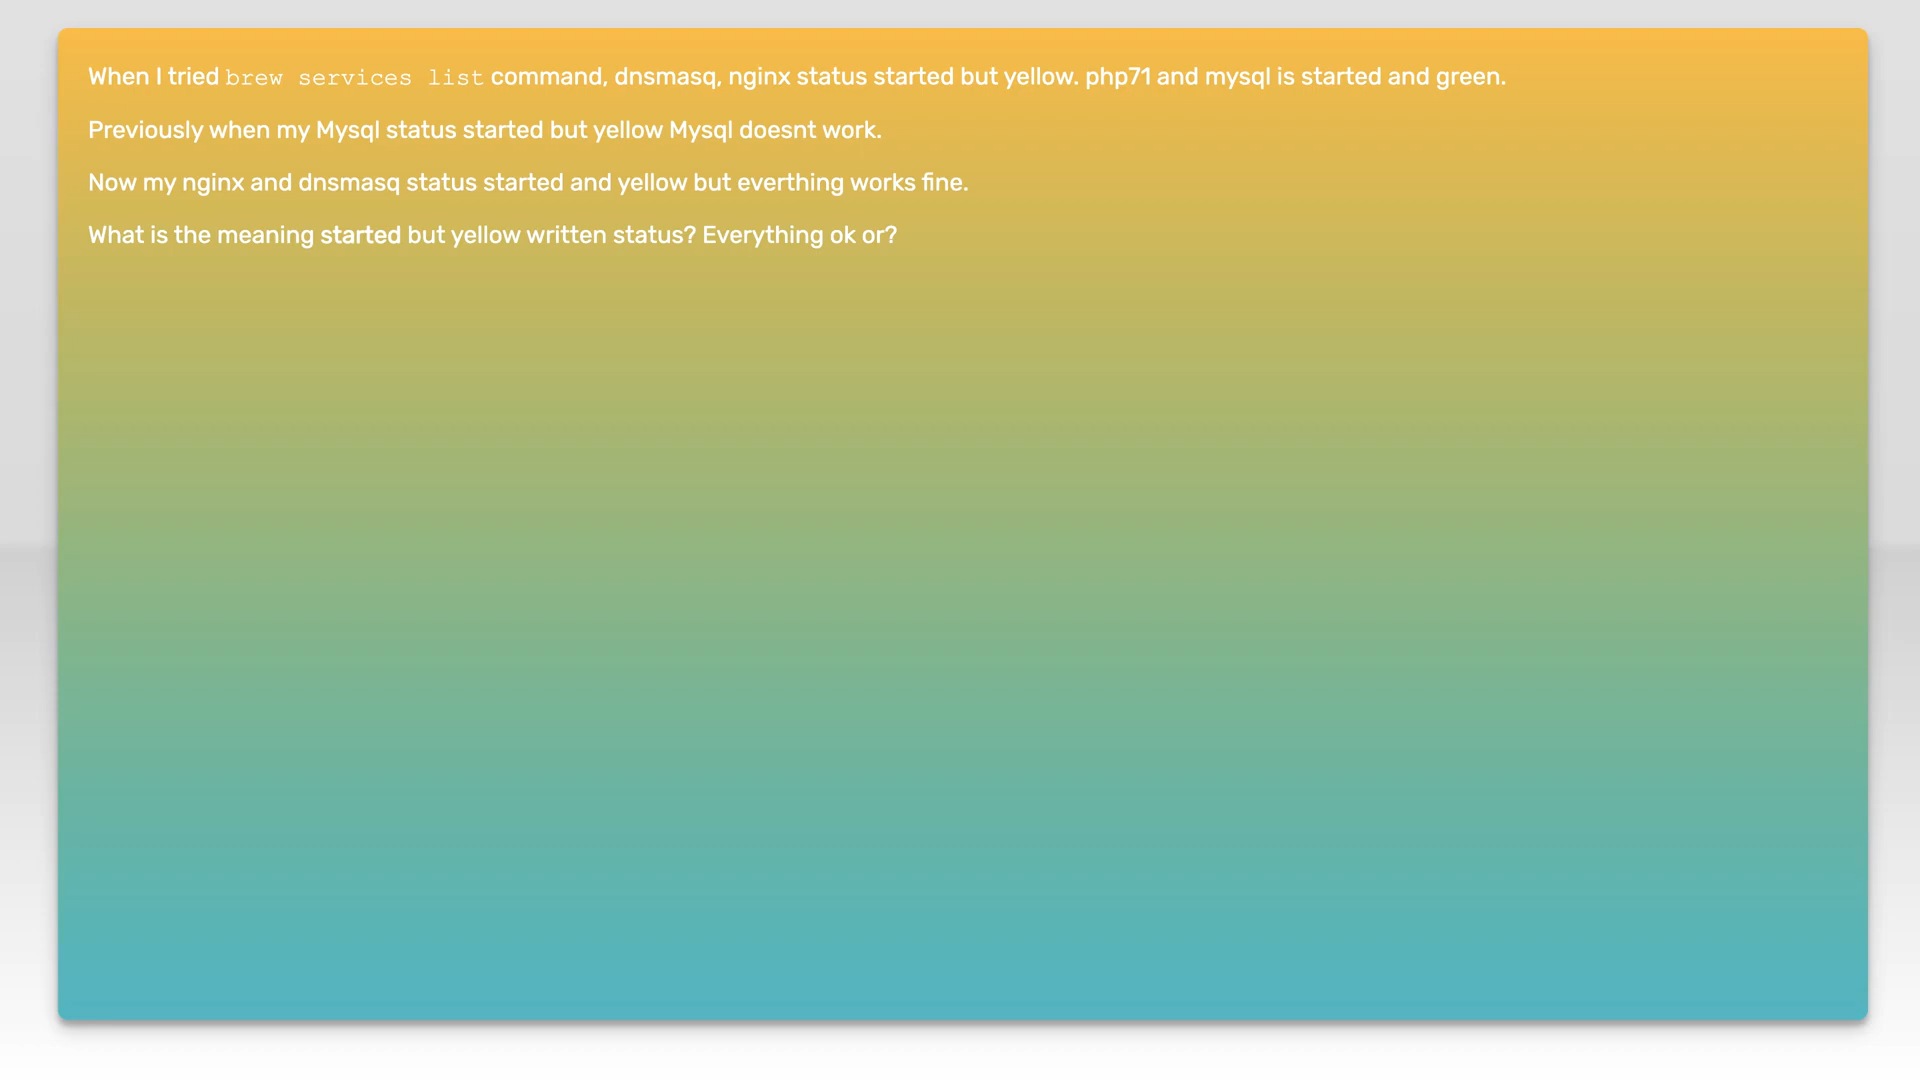 When I tried brew services list command, dnsmasq, nginx status started but yellow. php71 and mysql is started and green.
Previously when my Mysql status started but yellow Mysql doesnt work.
Now my nginx and dnsmasq status started and yellow but everthing works fine.
What is the meaning started but yellow written status? Everything ok or?